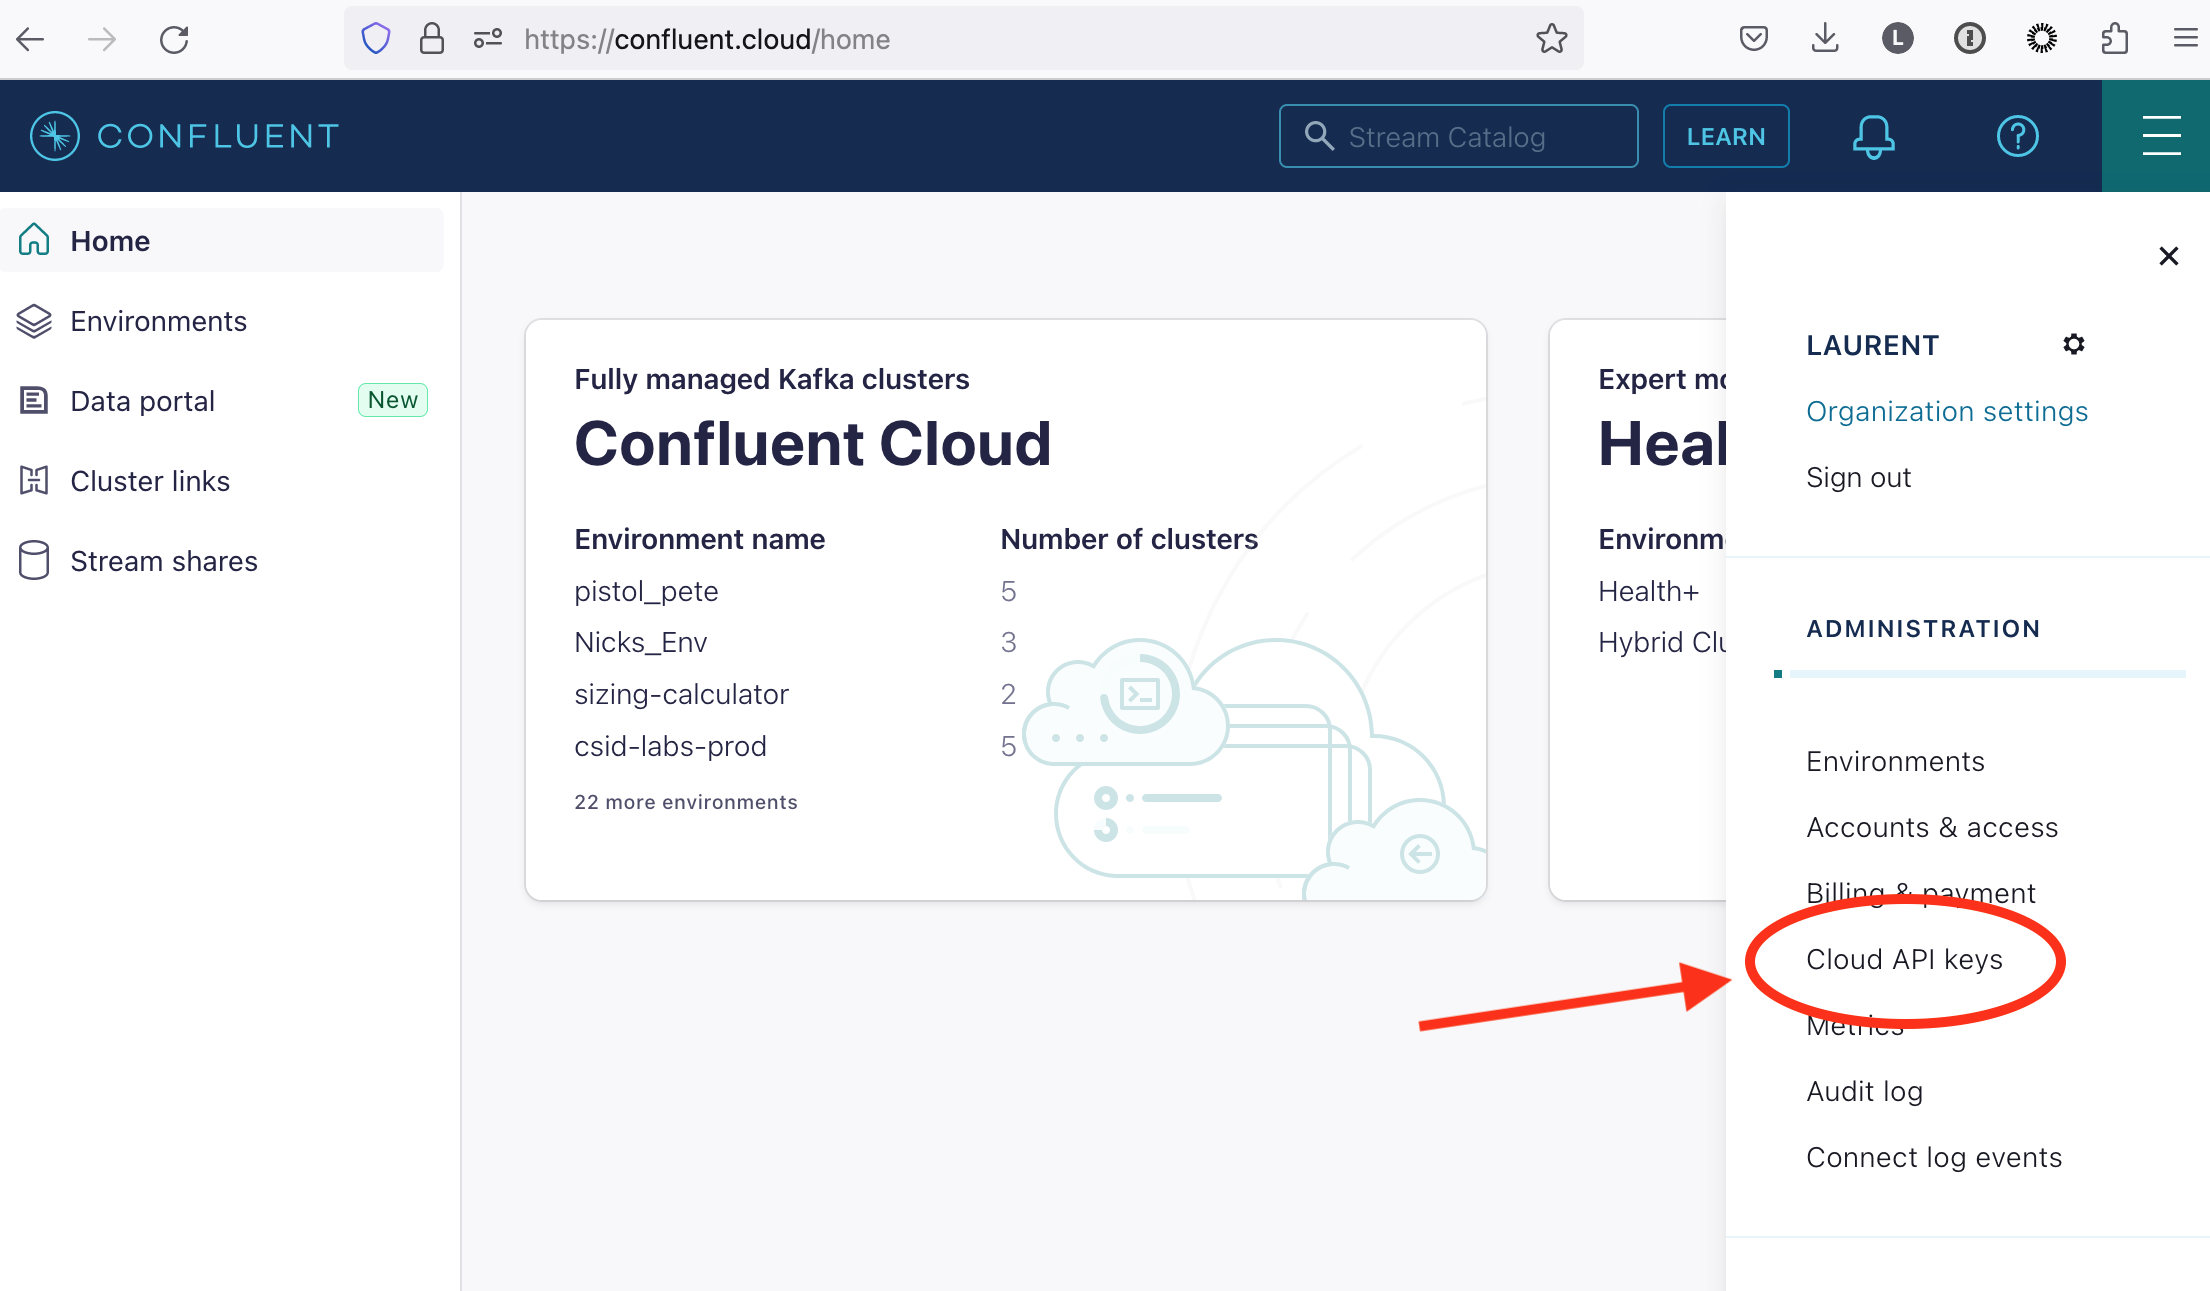 https://confluent.cloud/home
L
CONFLUENT
Stream Catalog
LEARN
Home
Environments
Data portal
New
Cluster links
Stream shares
Fully managed Kafka clusters
Confluent Cloud
Environment name Number of clusters
pistol_pete 5
Nicks_Env 3
sizing-calculator 2
csid-labs-prod 5
22 more environments
Expert mo
Heal
Environm
Health+
Hybrid Clu
LAURENT
Organization settings
Sign out
ADMINISTRATION
Environments
Accounts & access
Billing & payment
Cloud API keys
Metrics
Audit log
Connect log events